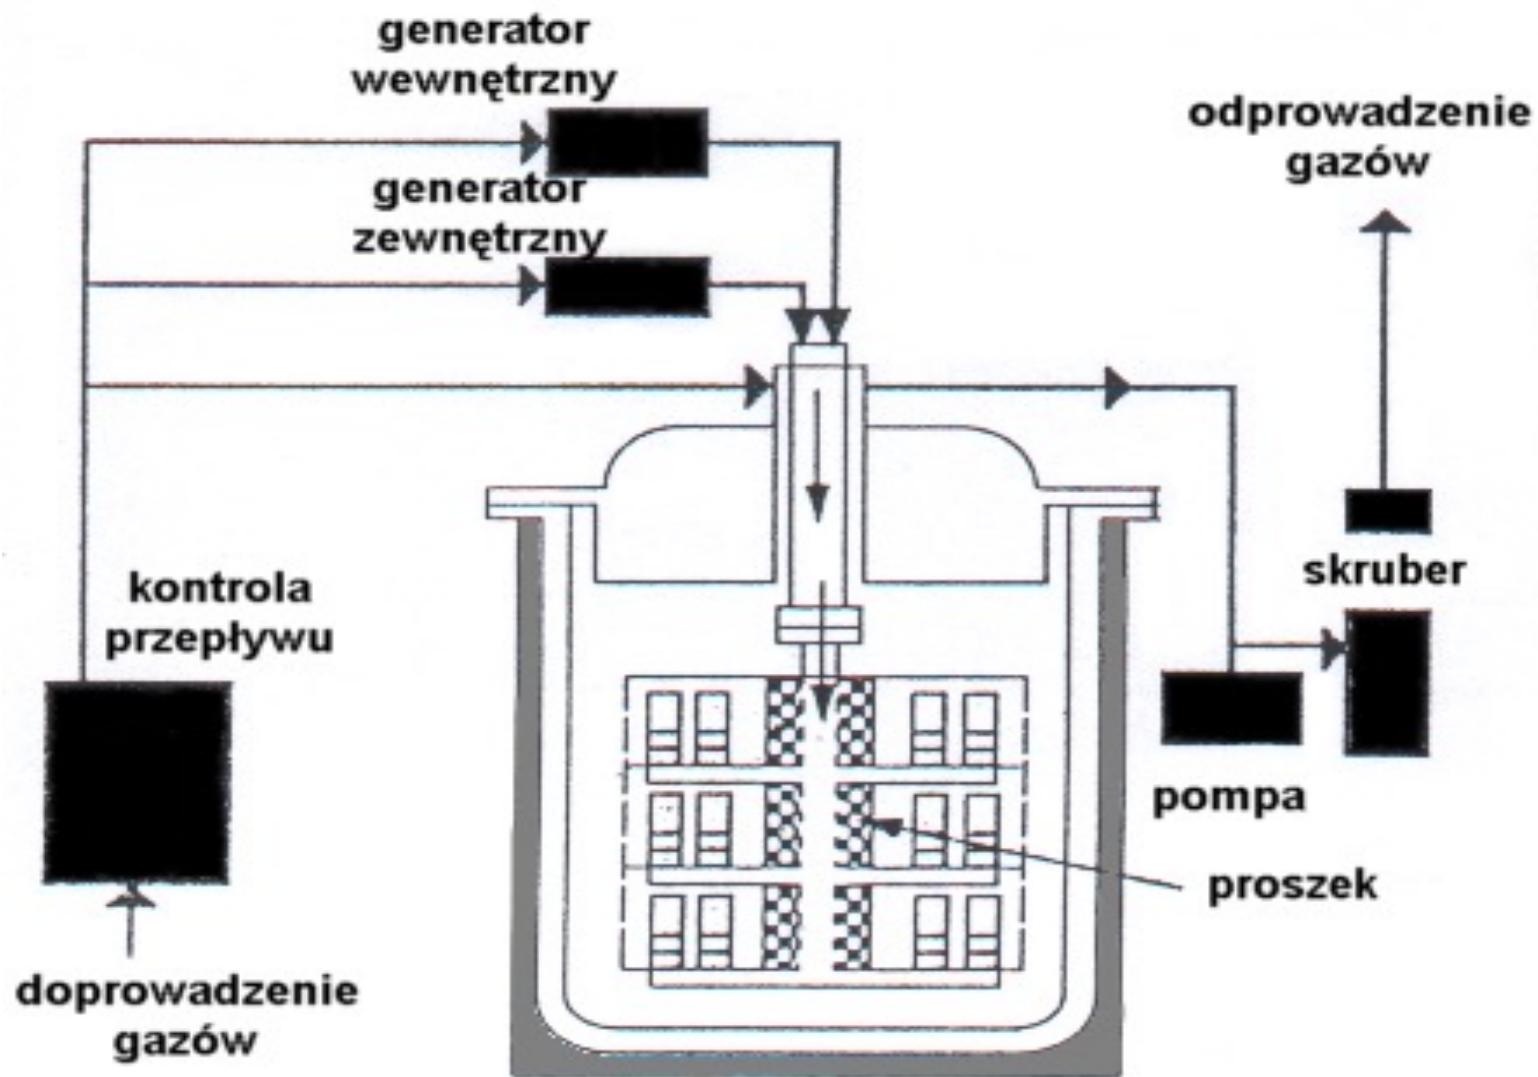 generator
wewnętrzny
generator
zewnętrzny
odprowadzenie
gazów
kontrola
przepływu
skruber
pompa
proszek
doprowadzenie
gazów